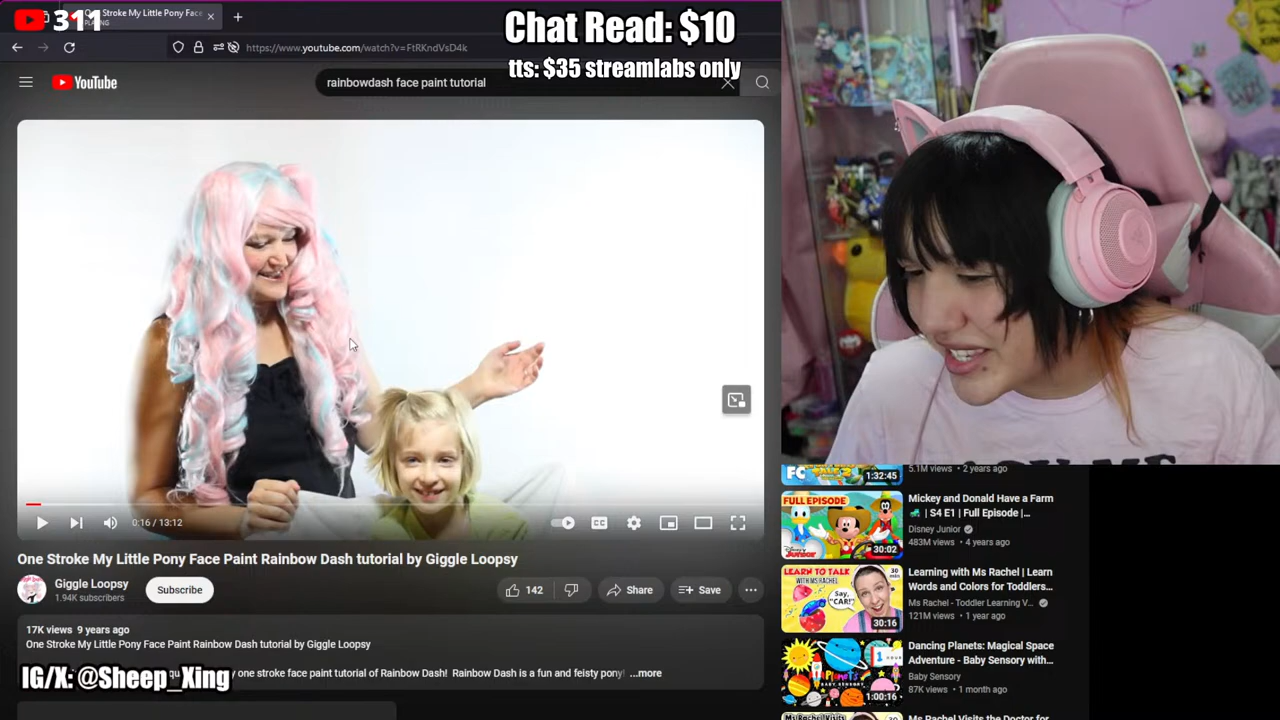 311
One Stroke My Little Pony Face
PLAYING
Chat Read: $10
tts: $35 streamlabs only
https://www.youtube.com/watch?v=FtRKndVsD4k
YouTube
rainbowdash face paint tutorial
0:16 / 13:12
CC
One Stroke My Little Pony Face Paint Rainbow Dash tutorial by Giggle Loopsy
Giggle Loopsy
1.94K subscribers
Subscribe
142
Share
Save
17K views 9 years ago
One Stroke My Little Pony Face Paint Rainbow Dash tutorial by Giggle Loopsy
one stroke face paint tutorial of Rainbow Dash
Dash is a fun and feisty pony
...more
IG/X: @Sheep_Xing
FC
1:32:45
5.1M views • 2 years ago
FULL EPISODE
30:02
Mickey and Donald Have a Farm
| S4 E1 | Full Episode |...
Disney Junior
483M views • 4 years ago
LEARN TO TALK
WITH MS RACHEL
Say,
"CAR!"
30:16
Learning with Ms Rachel | Learn
Words and Colors for Toddlers...
Ms Rachel - Toddler Learning V...
121M views • 1 year ago
1
1:00:16
Dancing Planets: Magical Space
Adventure - Baby Sensory with...
Baby Sensory
87K views • 1 month ago
Ms Rachel Visits the Doctor for